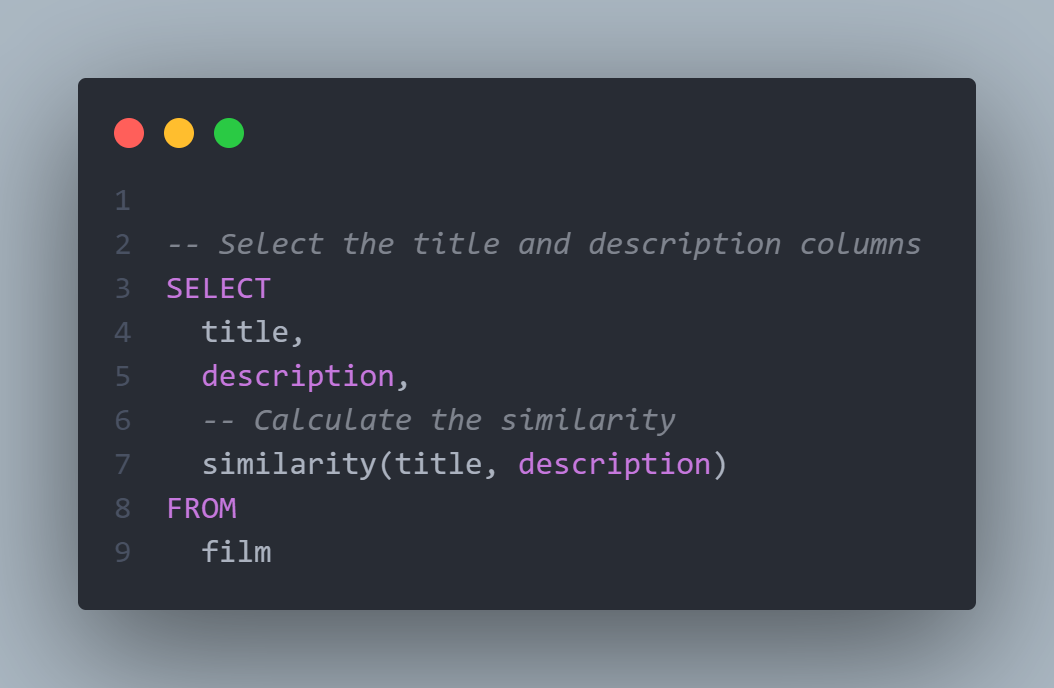 1
2 -- Select the title and description columns
3 SELECT
4   title,
5   description,
6   -- Calculate the similarity
7   similarity(title, description)
8 FROM
9   film